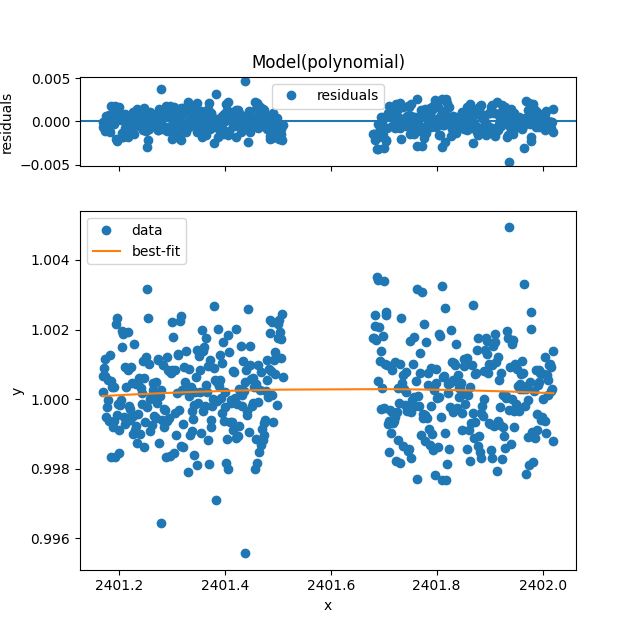 Model(polynomial)
0.005
0.000
−0.005
residuals
residuals
data
best-fit
1.004
1.002
1.000
0.998
0.996
y
2401.2 2401.4 2401.6 2401.8 2402.0
x